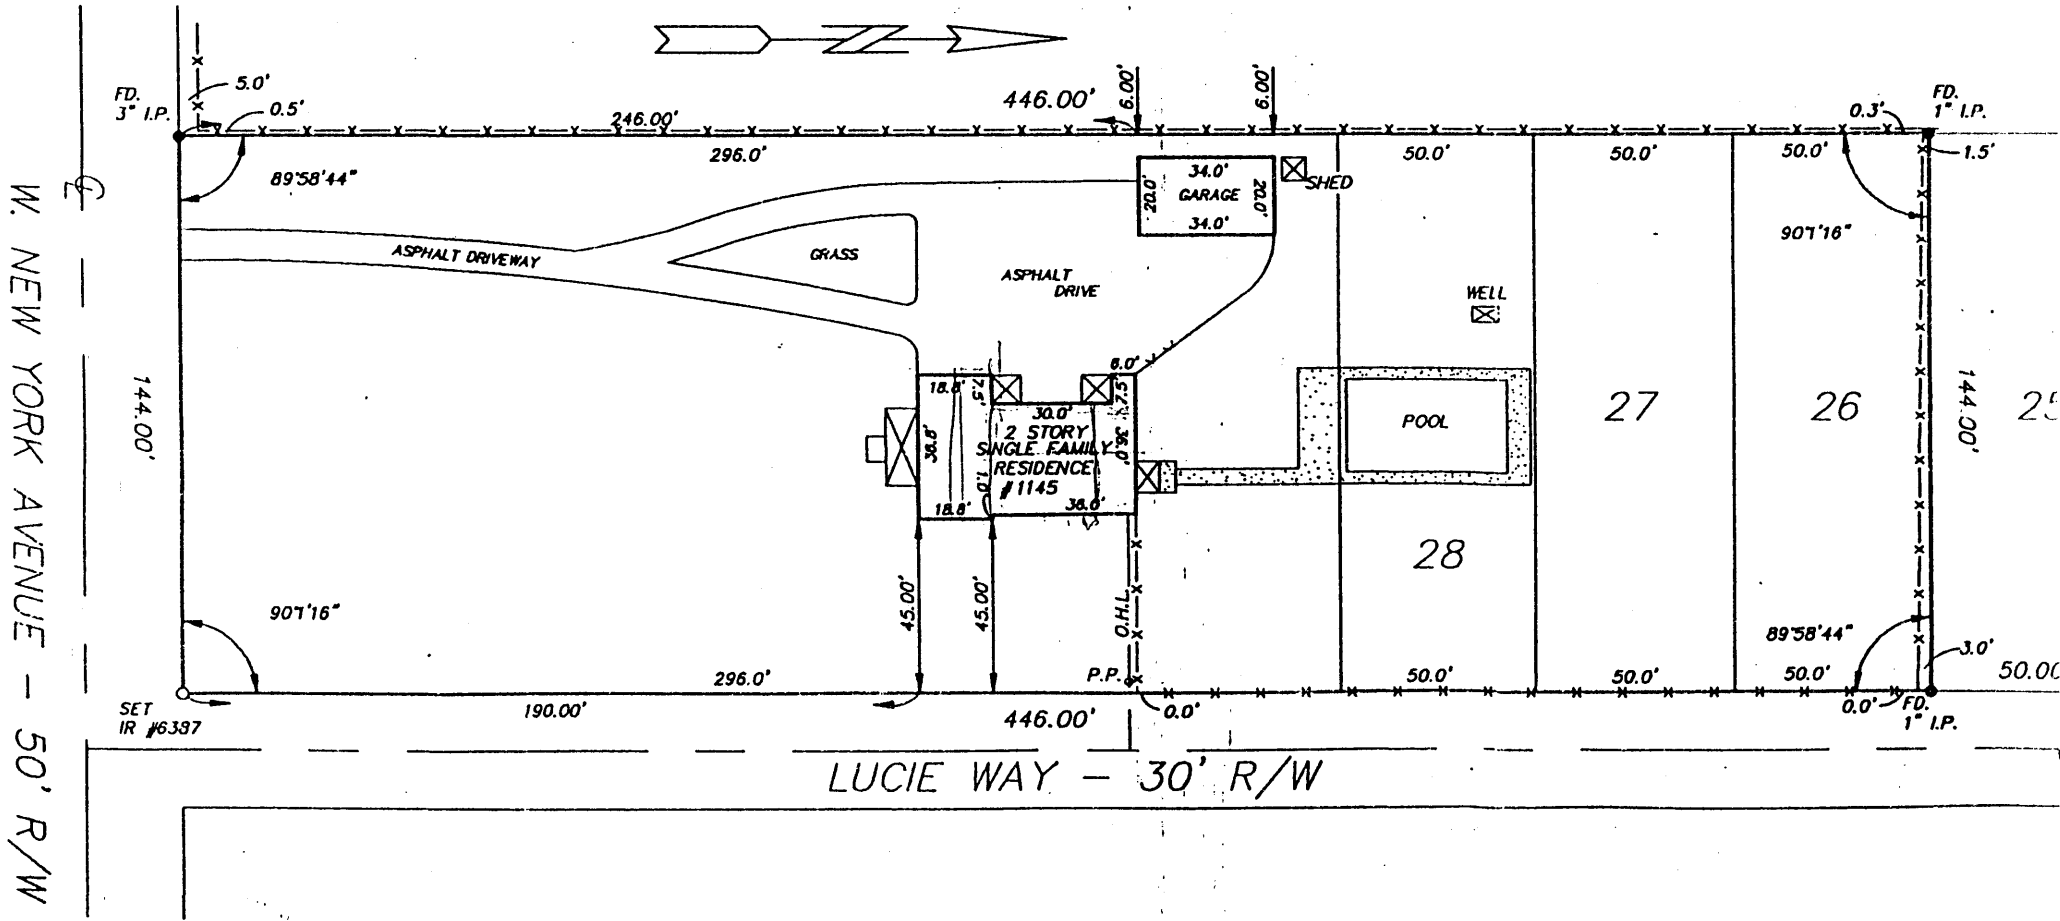 FD.
3" I.P.
5.0'
0.5'
246.00'
446.00'
6.00'
6.00'
0.3'
FD.
1" I.P.
1.5'
296.0'
50.0'
50.0'
50.0'
89°58'44"
34.0'
GARAGE
20.0'
20.0'
34.0'
SHED
90°1'16"
ASPHALT DRIVEWAY
GRASS
ASPHALT
DRIVE
WELL
W. NEW YORK AVENUE - 50' R/W
144.00'
18.8'
7.5'
6.0'
7.5'
30.0'
36.8'
36.0'
2 STORY
SINGLE FAMILY
RESIDENCE
#1145
1.0'
18.8'
36.0'
POOL
27
26
144.00'
25
28
45.00'
45.00'
O.H.L.
P.P.
90°1'16"
89°58'44"
3.0'
296.0'
50.0'
50.0'
50.0'
50.00
SET
IR #6387
190.00'
446.00'
0.0'
0.0'
FD.
1" I.P.
LUCIE WAY - 30' R/W